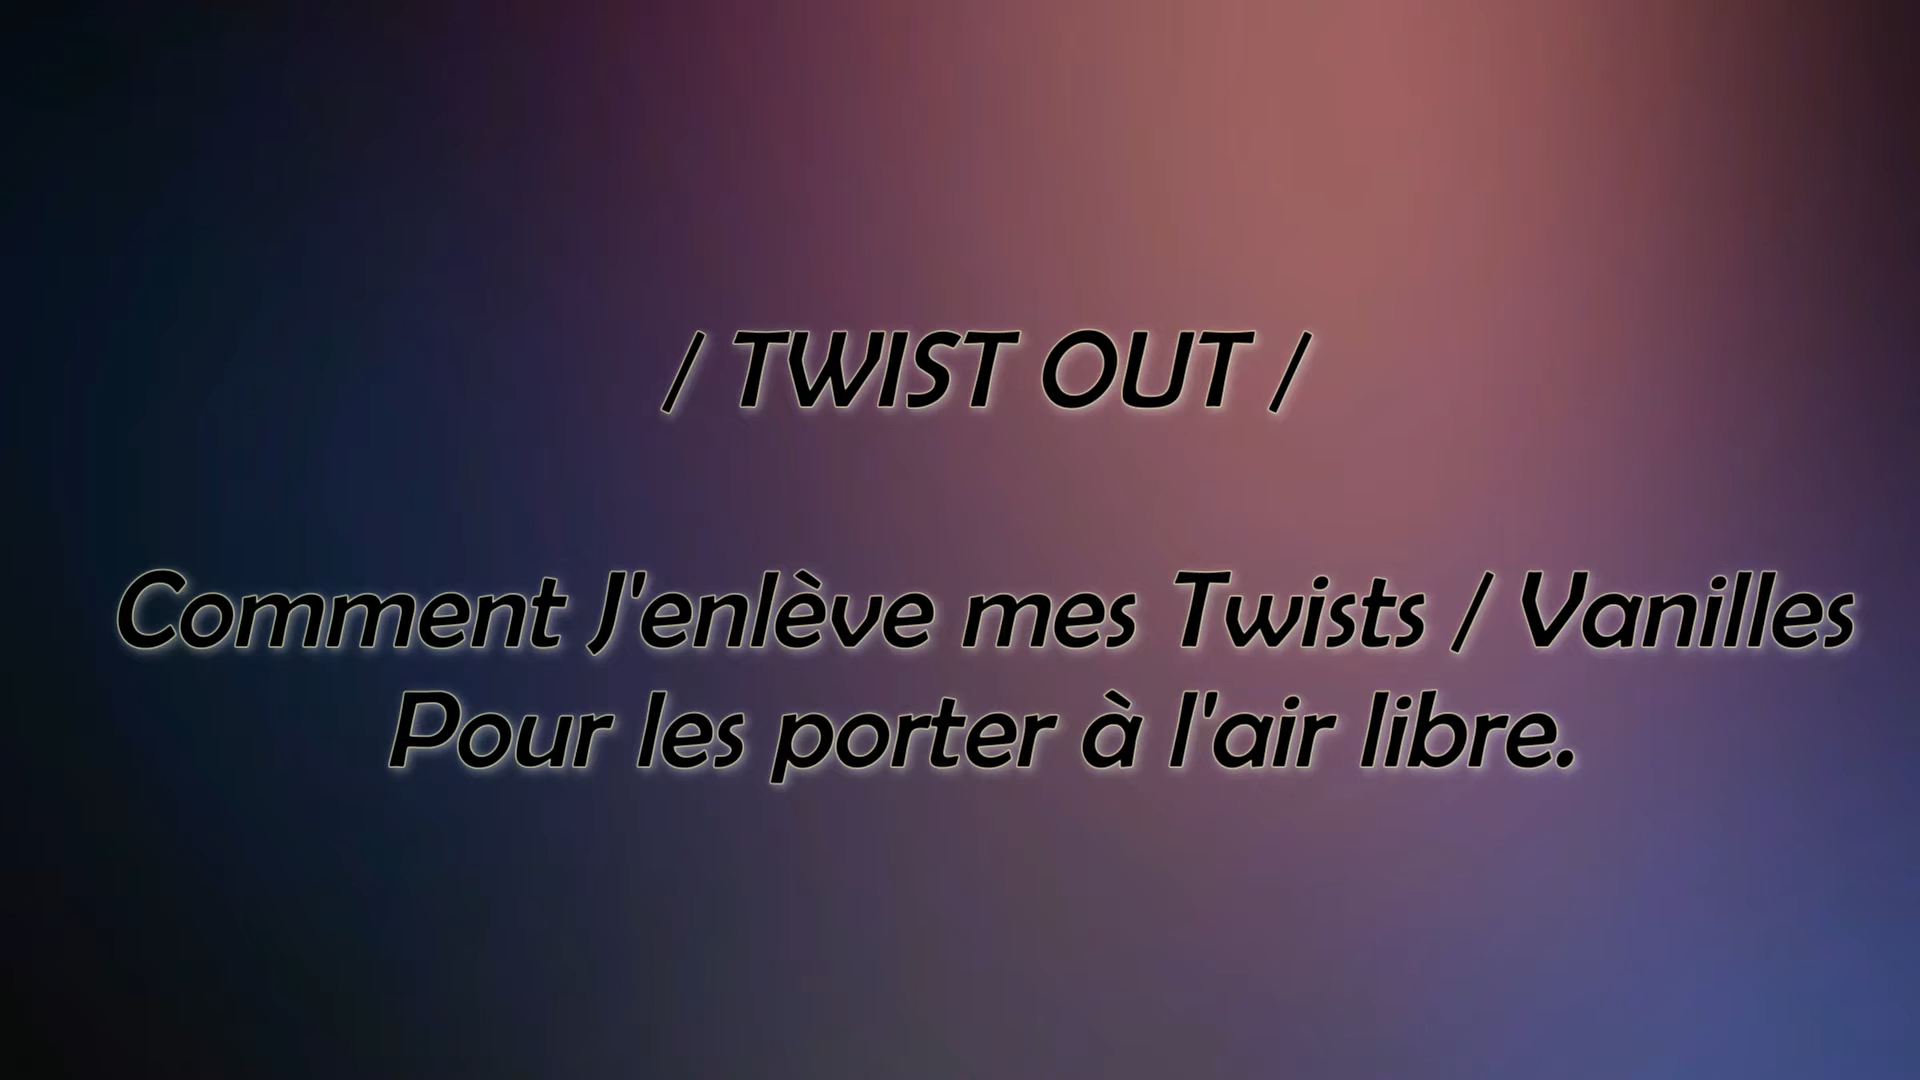 / TWIST OUT /
Comment J'enlève mes Twists / Vanilles
Pour les porter à l'air libre.